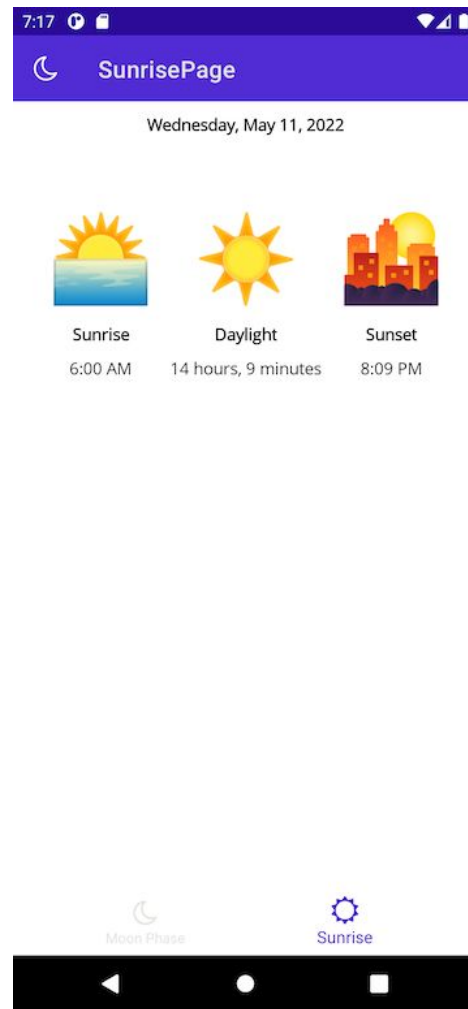 7:17
SunrisePage
Wednesday, May 11, 2022
Sunrise Daylight Sunset
6:00 AM 14 hours, 9 minutes 8:09 PM
Moon Phase Sunrise